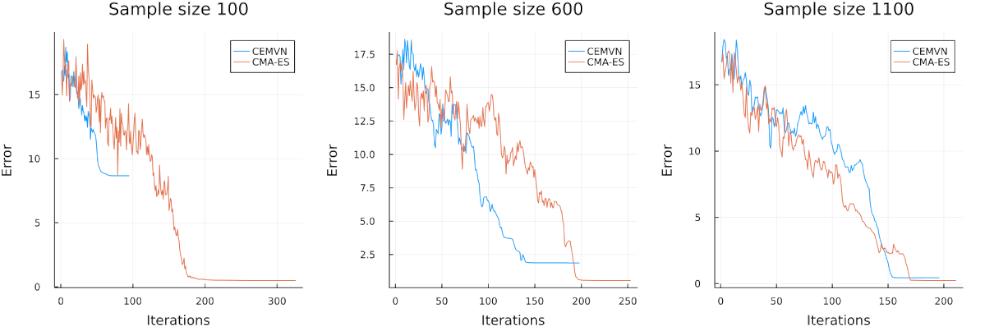 Sample size 100
Error
15
10
5
0
CEMVN
CMA-ES
0 100 200 300
Iterations
Sample size 600
Error
17.5
15.0
12.5
10.0
7.5
5.0
2.5
CEMVN
CMA-ES
0 50 100 150 200 250
Iterations
Sample size 1100
Error
15
10
5
0
CEMVN
CMA-ES
0 50 100 150 200
Iterations